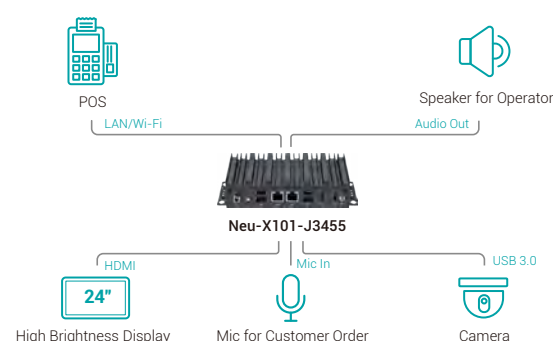 POS
Speaker for Operator
LAN/Wi-Fi
Audio Out
Neu-X101-J3455
HDMI
Mic In
USB 3.0
24"
High Brightness Display
Mic for Customer Order
Camera